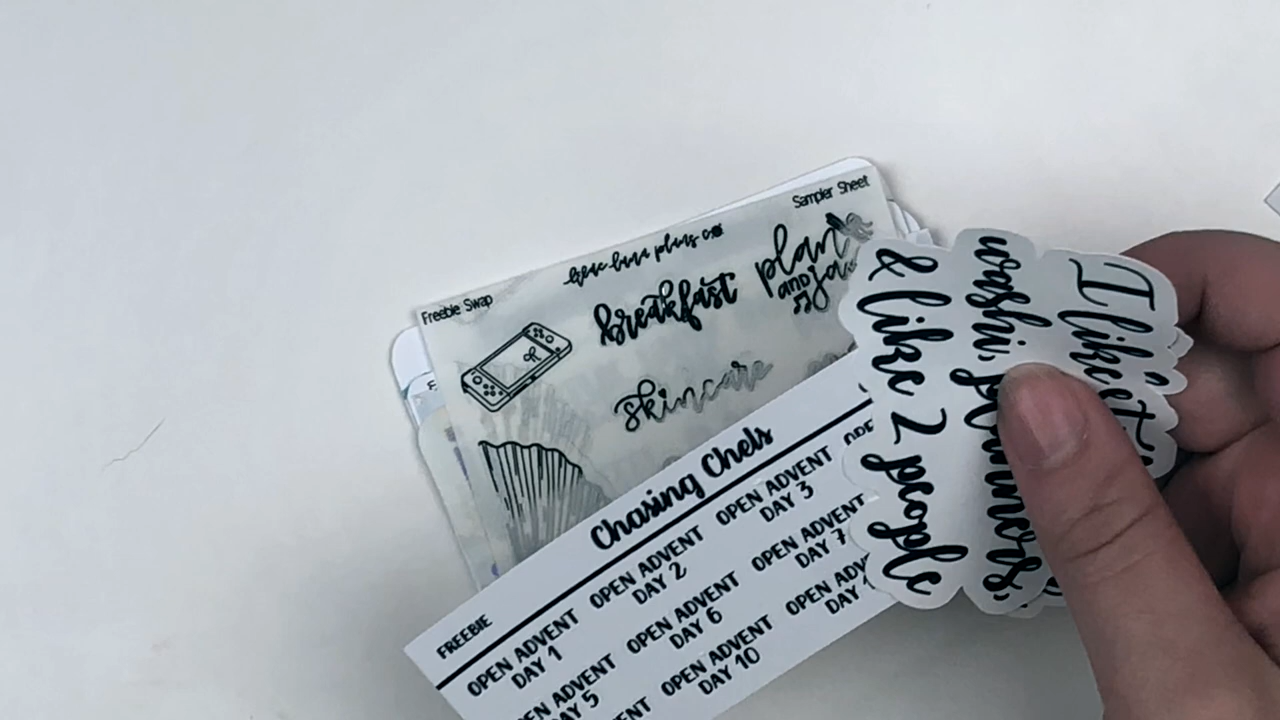 Sampler Sheet
Freebie Swap
breakfast
plan
and
skincare
Chasing Chels
FREEBIE
OPEN ADVENT DAY 1
OPEN ADVENT DAY 2
OPEN ADVENT DAY 3
OPEN ADVENT DAY 6
OPEN ADVENT DAY 7
OPEN ADVENT DAY 10
DAY 5
I like
washi,
& like 2 people